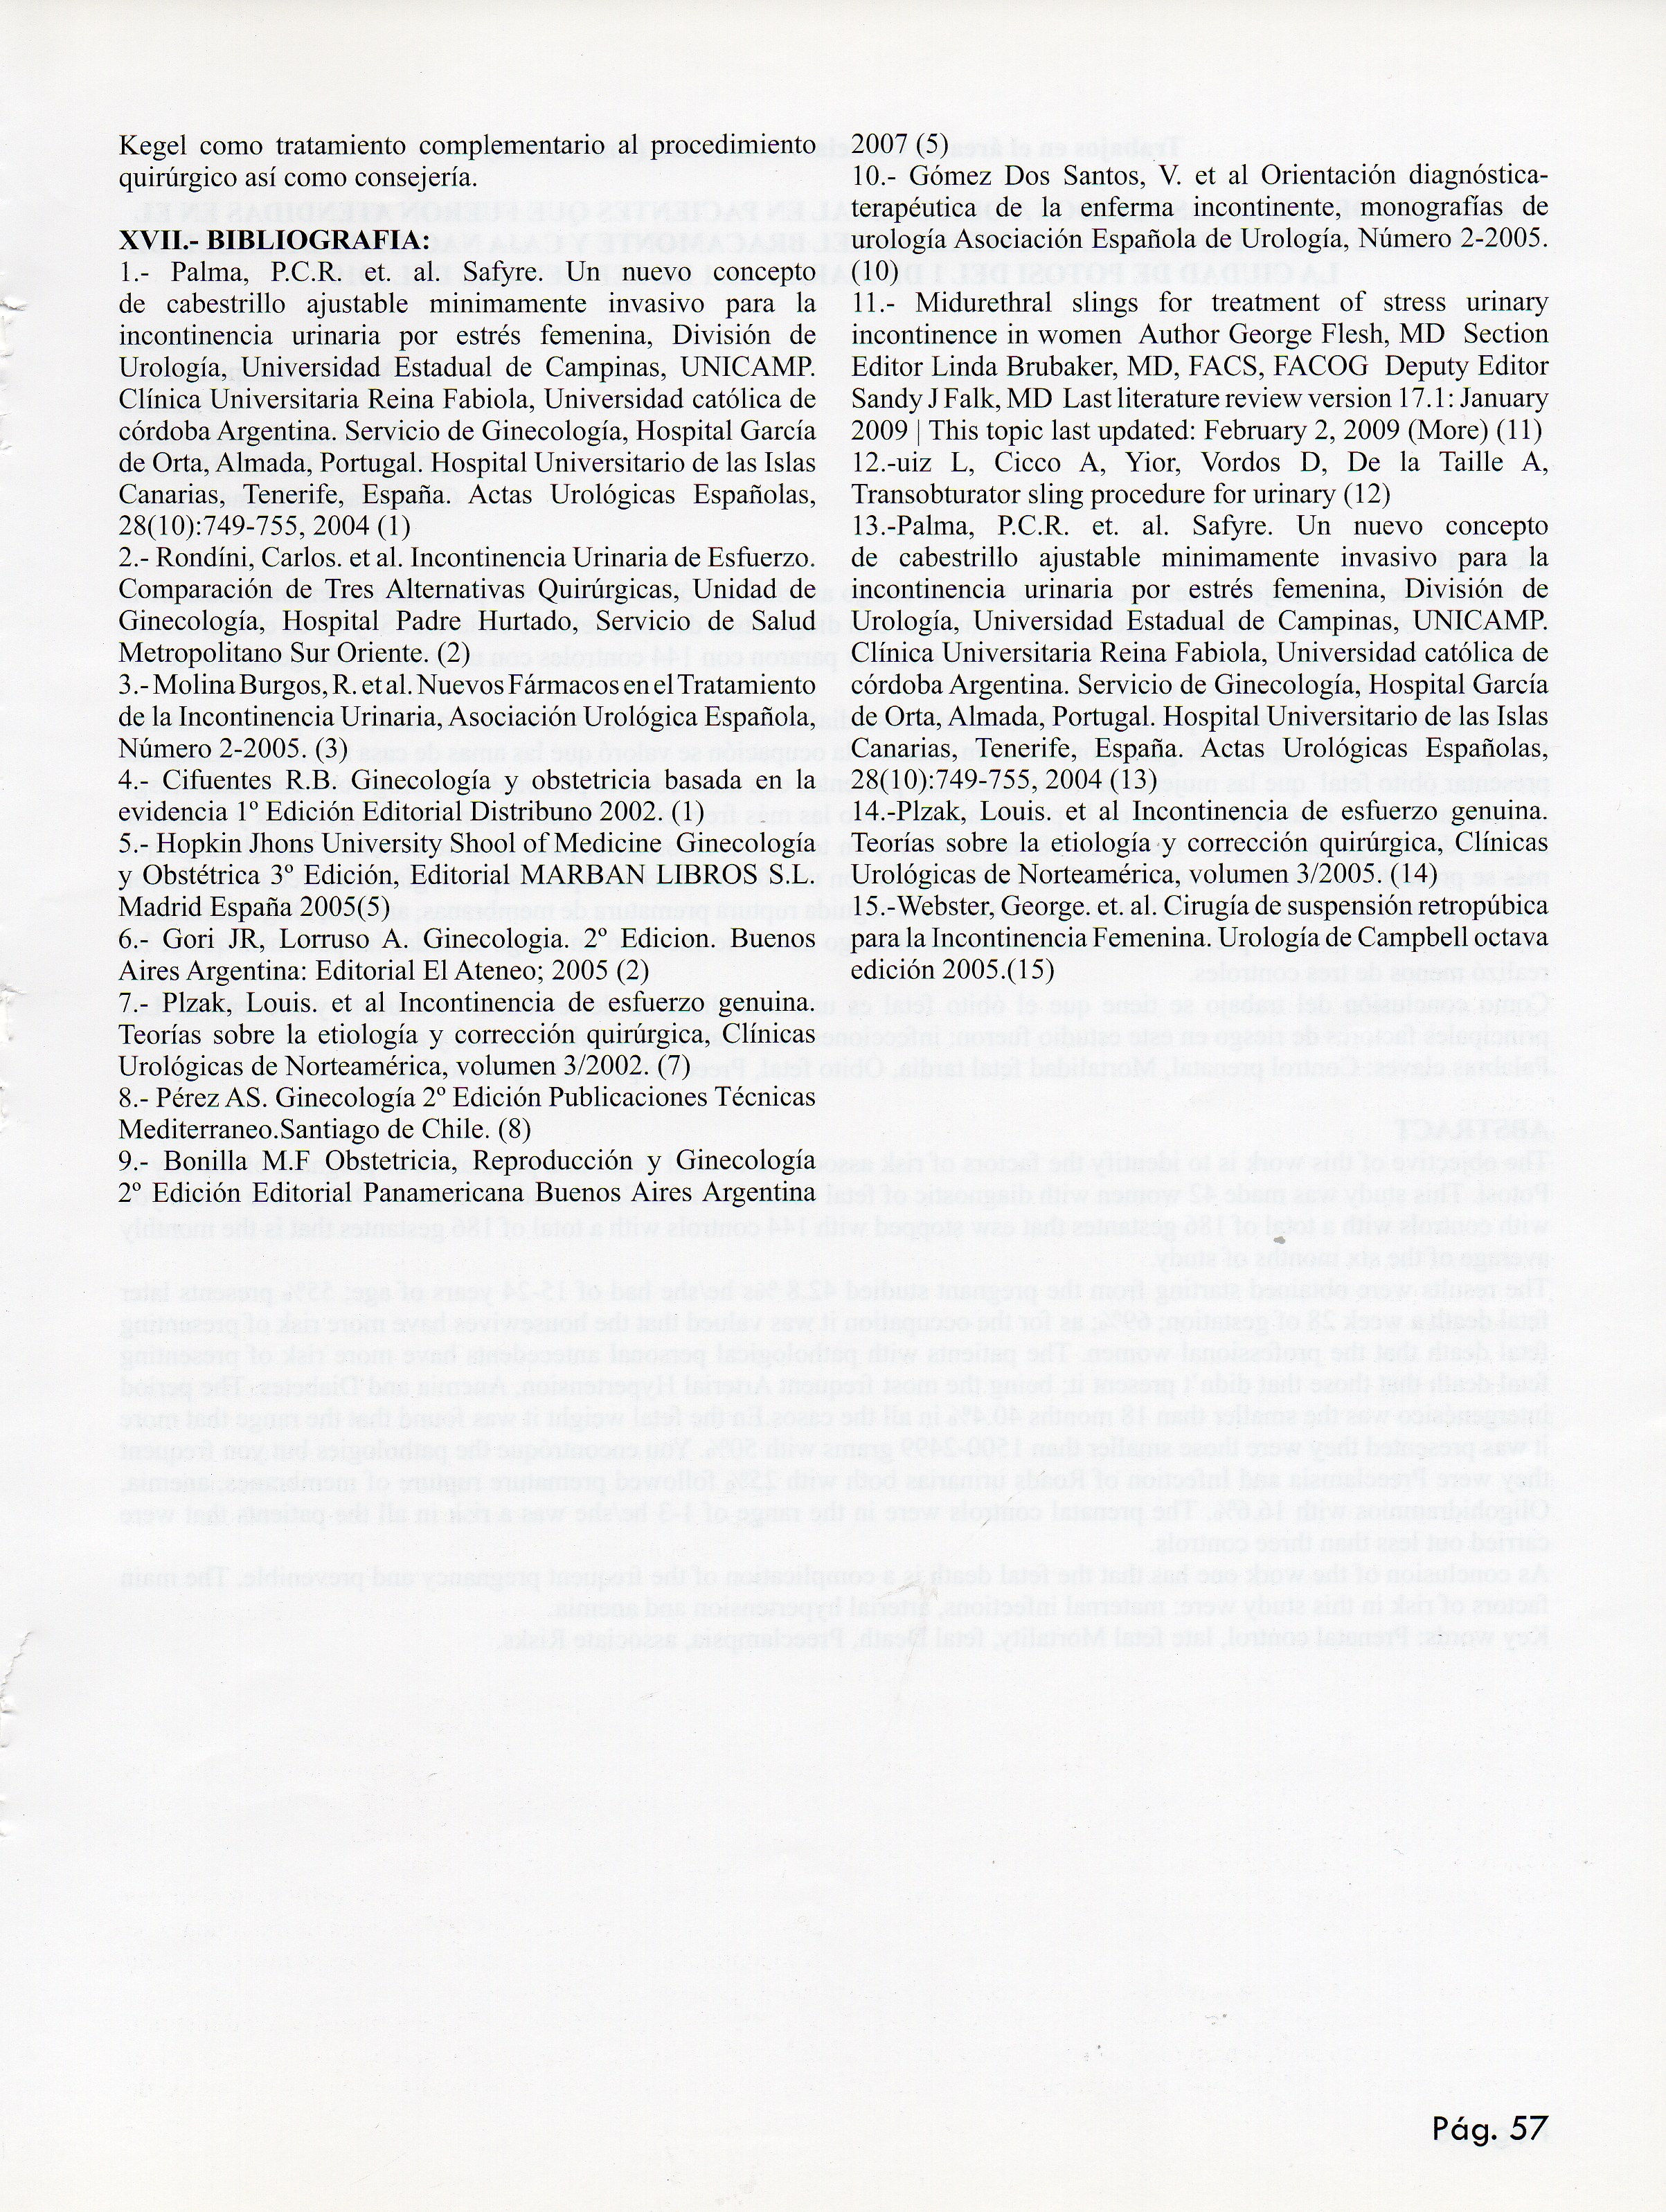 Kegel como tratamiento complementario al procedimiento
quirúrgico así como consejería.
XVII.- BIBLIOGRAFIA:
1.- Palma, P.C.R. et. al. Safyre. Un nuevo concepto
de cabestrillo ajustable minimamente invasivo para la
incontinencia urinaria por estrés femenina, División de
Urología, Universidad Estadual de Campinas, UNICAMP.
Clínica Universitaria Reina Fabiola, Universidad católica de
córdoba Argentina. Servicio de Ginecología, Hospital García
de Orta, Almada, Portugal. Hospital Universitario de las Islas
Canarias, Tenerife, España. Actas Urológicas Españolas,
28(10):749-755, 2004 (1)
2.- Rondíni, Carlos. et al. Incontinencia Urinaria de Esfuerzo.
Comparación de Tres Alternativas Quirúrgicas, Unidad de
Ginecología, Hospital Padre Hurtado, Servicio de Salud
Metropolitano Sur Oriente. (2)
3.- Molina Burgos, R. et al. Nuevos Fármacos en el Tratamiento
de la Incontinencia Urinaria, Asociación Urológica Española,
Número 2-2005. (3)
4.- Cifuentes R.B. Ginecología y obstetricia basada en la
evidencia 1º Edición Editorial Distribuno 2002. (1)
5.- Hopkin Jhons University Shool of Medicine Ginecología
y Obstétrica 3º Edición, Editorial MARBAN LIBROS S.L.
Madrid España 2005(5)
6.- Gori JR, Lorruso A. Ginecologia. 2º Edicion. Buenos
Aires Argentina: Editorial El Ateneo; 2005 (2)
7.- Plzak, Louis. et al Incontinencia de esfuerzo genuina.
Teorías sobre la etiología y corrección quirúrgica, Clínicas
Urológicas de Norteamérica, volumen 3/2002. (7)
8.- Pérez AS. Ginecología 2º Edición Publicaciones Técnicas
Mediterraneo.Santiago de Chile. (8)
9.- Bonilla M.F Obstetricia, Reproducción y Ginecología
2º Edición Editorial Panamericana Buenos Aires Argentina
2007 (5)
10.- Gómez Dos Santos, V. et al Orientación diagnóstica-
terapéutica de la enferma incontinente, monografías de
urología Asociación Española de Urología, Número 2-2005.
(10)
11.- Midurethral slings for treatment of stress urinary
incontinence in women Author George Flesh, MD Section
Editor Linda Brubaker, MD, FACS, FACOG Deputy Editor
Sandy J Falk, MD Last literature review version 17.1: January
2009 | This topic last updated: February 2, 2009 (More) (11)
12.-uiz L, Cicco A, Yior, Vordos D, De la Taille A,
Transobturator sling procedure for urinary (12)
13.-Palma, P.C.R. et. al. Safyre. Un nuevo concepto
de cabestrillo ajustable minimamente invasivo para la
incontinencia urinaria por estrés femenina, División de
Urología, Universidad Estadual de Campinas, UNICAMP.
Clínica Universitaria Reina Fabiola, Universidad católica de
córdoba Argentina. Servicio de Ginecología, Hospital García
de Orta, Almada, Portugal. Hospital Universitario de las Islas
Canarias, Tenerife, España. Actas Urológicas Españolas,
28(10):749-755, 2004 (13)
14.-Plzak, Louis. et al Incontinencia de esfuerzo genuina.
Teorías sobre la etiología y corrección quirúrgica, Clínicas
Urológicas de Norteamérica, volumen 3/2005. (14)
15.-Webster, George. et. al. Cirugía de suspensión retropúbica
para la Incontinencia Femenina. Urología de Campbell octava
edición 2005.(15)
Pág. 57